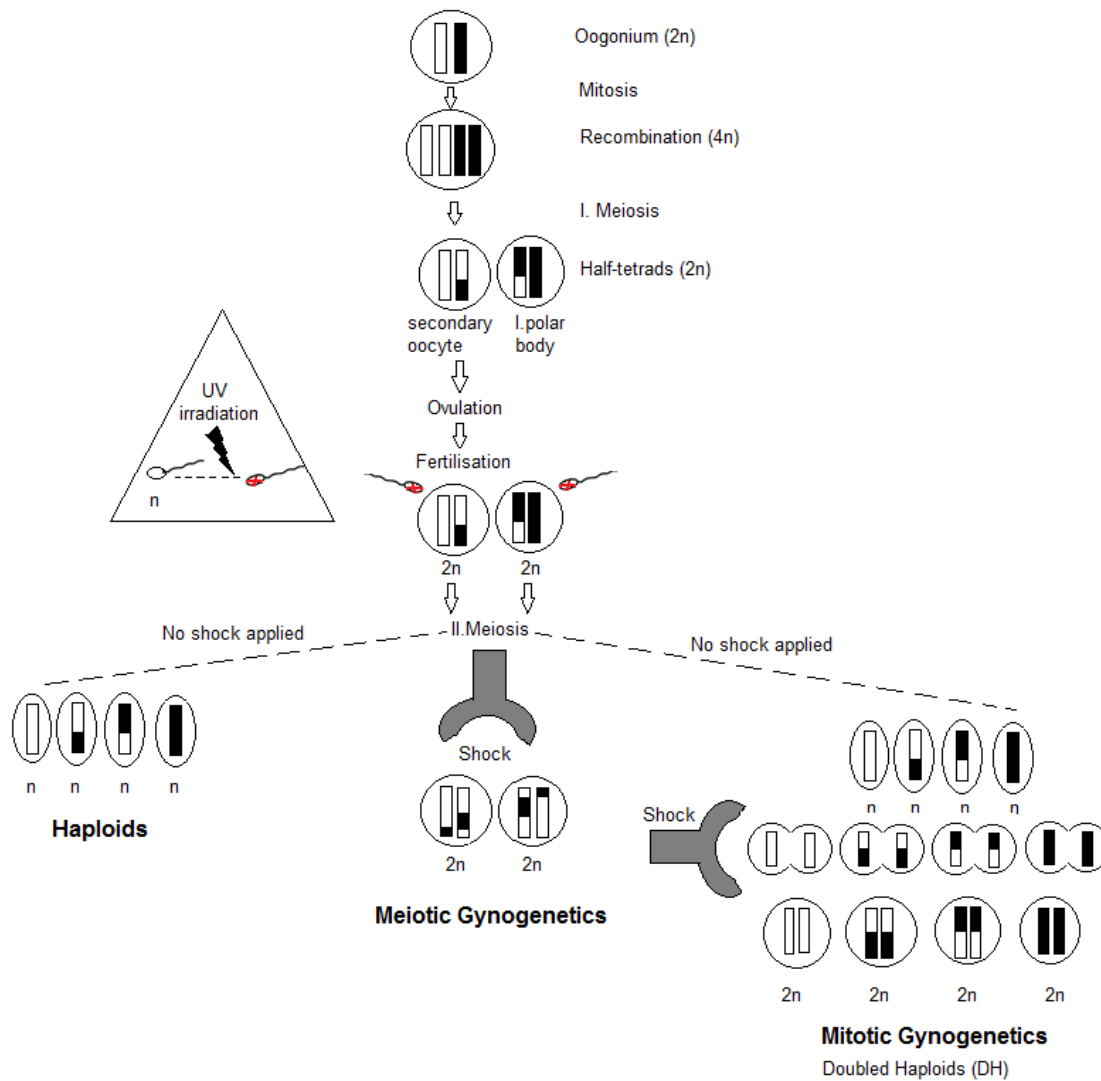 Oogonium (2n)
Mitosis
Recombination (4n)
I. Meiosis
Half-tetrads (2n)
secondary
oocyte
I.polar
body
UV
irradiation
n
Ovulation
Fertilisation
2n
2n
II.Meiosis
No shock applied
No shock applied
n
n
n
n
Haploids
Shock
2n
2n
Meiotic Gynogenetics
n
n
n
n
Shock
2n
2n
2n
2n
Mitotic Gynogenetics
Doubled Haploids (DH)